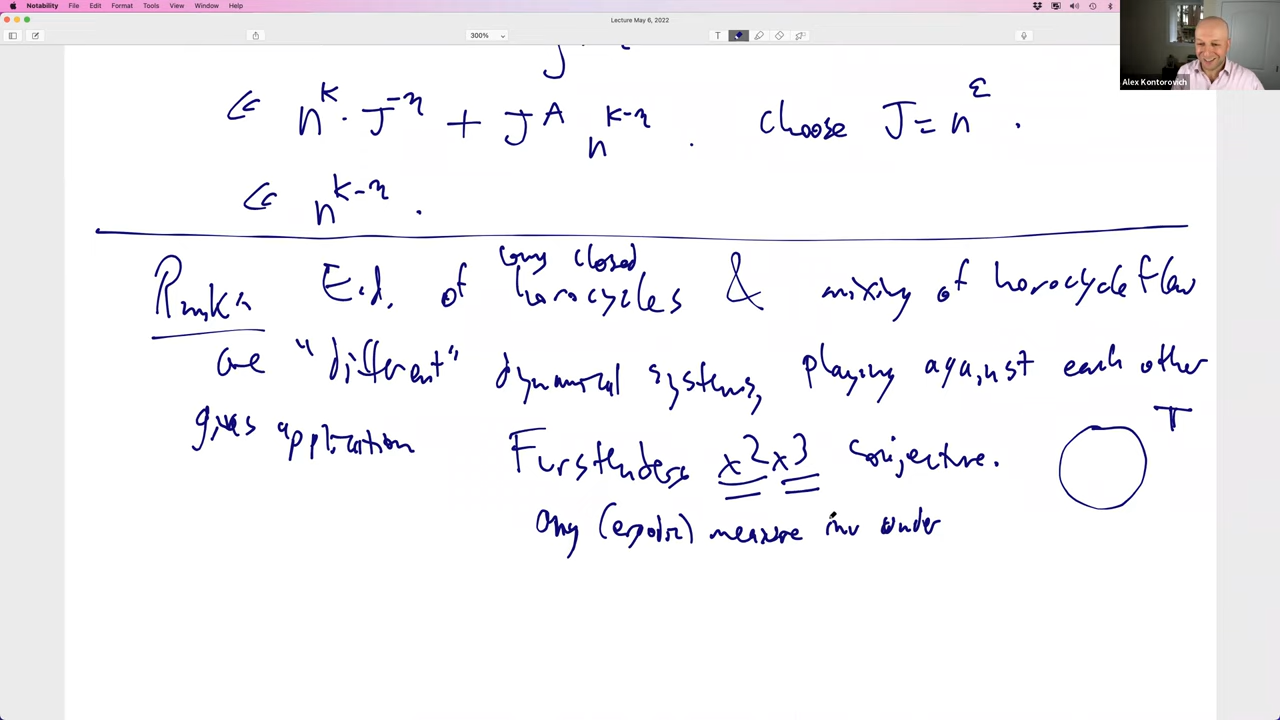 Notability File Edit Format View Tools Window Help
Lecture May 6, 2022
300%
T
Alex Kontorovich
≪ n^k · J^{-η} + J^A n^{k-η} . choose J = n^ε .
≪ n^{k-η} .
Rmk: E.d. of long closed horocycles & mixing of horocycle flow
are "different" dynamical systems, playing against each other
gives application
T
Furstenberg x2x3 conjecture.
any (ergodic) measure inv under